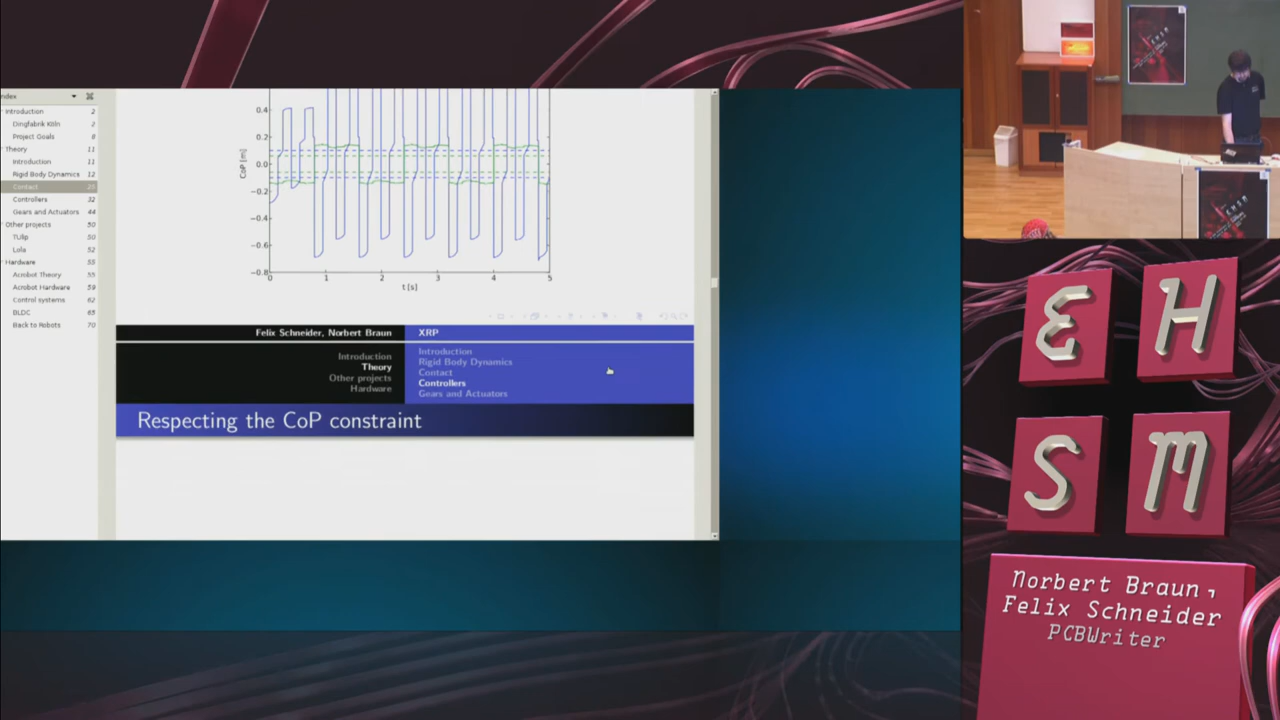 ndex
Introduction 2
Dingfabrik Köln 2
Project Goals 8
Theory 11
Introduction 11
Rigid Body Dynamics 12
Contact 25
Controllers 32
Gears and Actuators 44
Other projects 50
TUlip 50
Lola 52
Hardware 55
Acrobot Theory 55
Acrobot Hardware 59
Control systems 62
BLDC 65
Back to Robots 70
0.4
0.2
0.0
−0.2
−0.4
−0.6
−0.8
CoP [m]
0 1 2 3 4 5
t [s]
Felix Schneider, Norbert Braun XRP
Introduction
Theory
Other projects
Hardware
Introduction
Rigid Body Dynamics
Contact
Controllers
Gears and Actuators
Respecting the CoP constraint
EH
SM
Norbert Braun,
Felix Schneider
PCBWriter